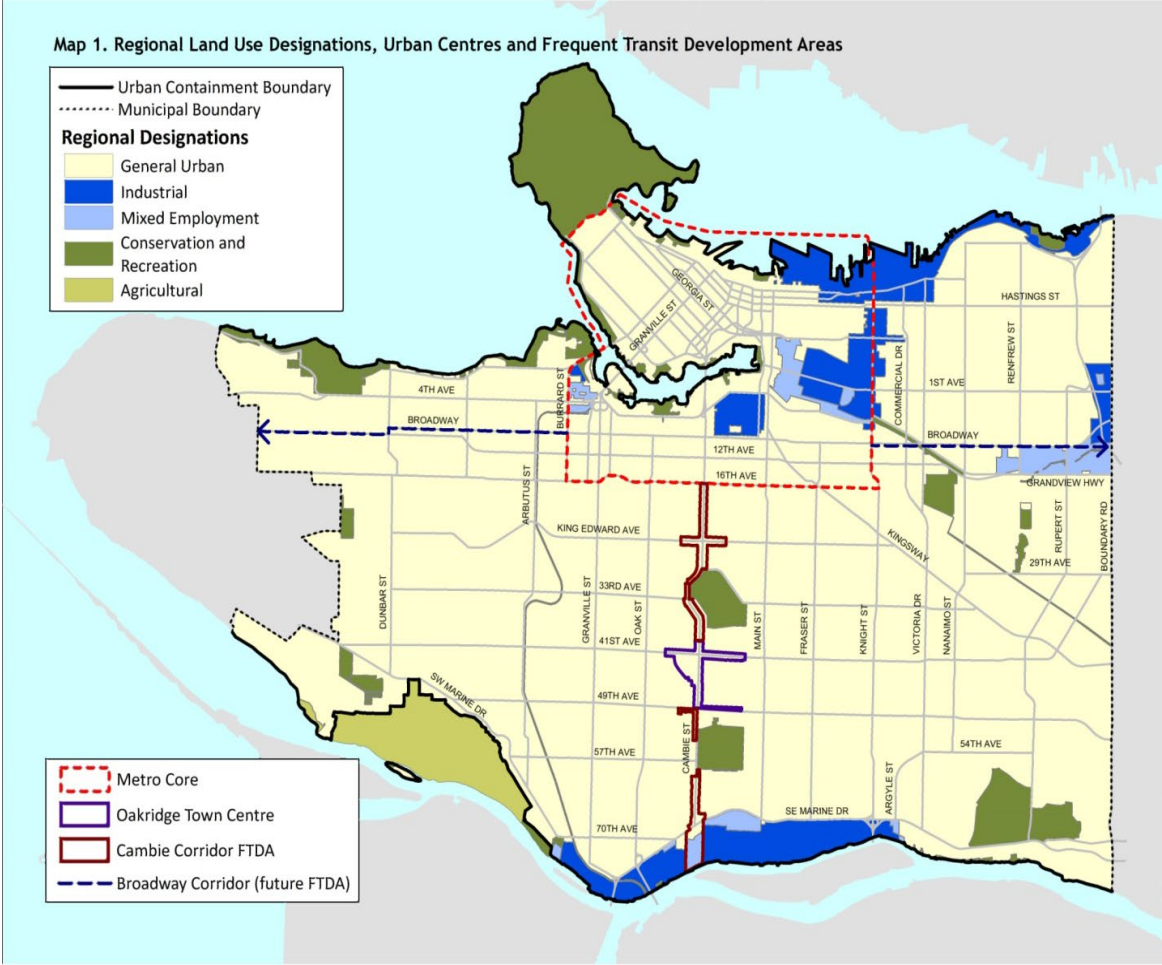 Map 1. Regional Land Use Designations, Urban Centres and Frequent Transit Development Areas
Urban Containment Boundary
Municipal Boundary
Regional Designations
General Urban
Industrial
Mixed Employment
Conservation and
Recreation
Agricultural
GEORGIA ST
GRANVILLE ST
HASTINGS ST
RENFREW ST
COMMERCIAL DR
1ST AVE
4TH AVE
BURRARD ST
BROADWAY
BROADWAY
12TH AVE
16TH AVE
GRANDVIEW HWY
ARBUTUS ST
KING EDWARD AVE
KINGSWAY
RUPERT ST
BOUNDARY RD
29TH AVE
33RD AVE
DUNBAR ST
GRANVILLE ST
OAK ST
MAIN ST
FRASER ST
KNIGHT ST
VICTORIA DR
NANAIMO ST
41ST AVE
49TH AVE
SW MARINE DR
CAMBIE ST
57TH AVE
54TH AVE
ARGYLE ST
SE MARINE DR
70TH AVE
Metro Core
Oakridge Town Centre
Cambie Corridor FTDA
Broadway Corridor (future FTDA)